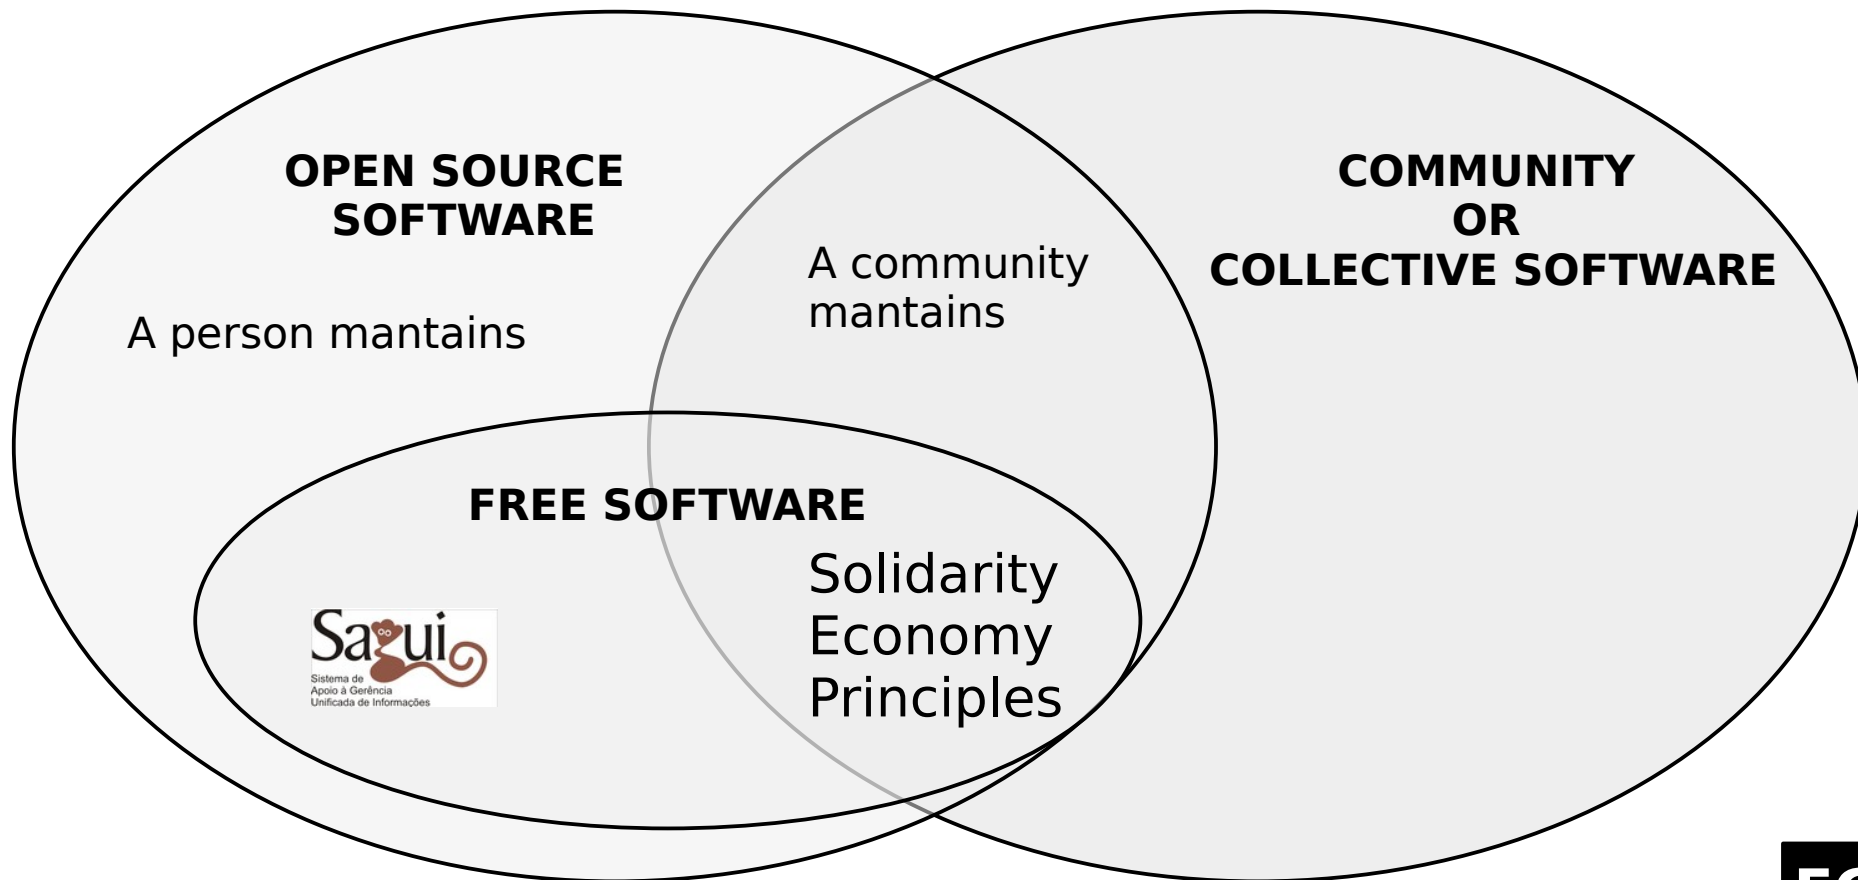 OPEN SOURCE
SOFTWARE
COMMUNITY
OR
COLLECTIVE SOFTWARE
A community
mantains
A person mantains
FREE SOFTWARE
Solidarity
Economy
Principles
Sagui
Sistema de
Apoio à Gerência
Unificada de Informações